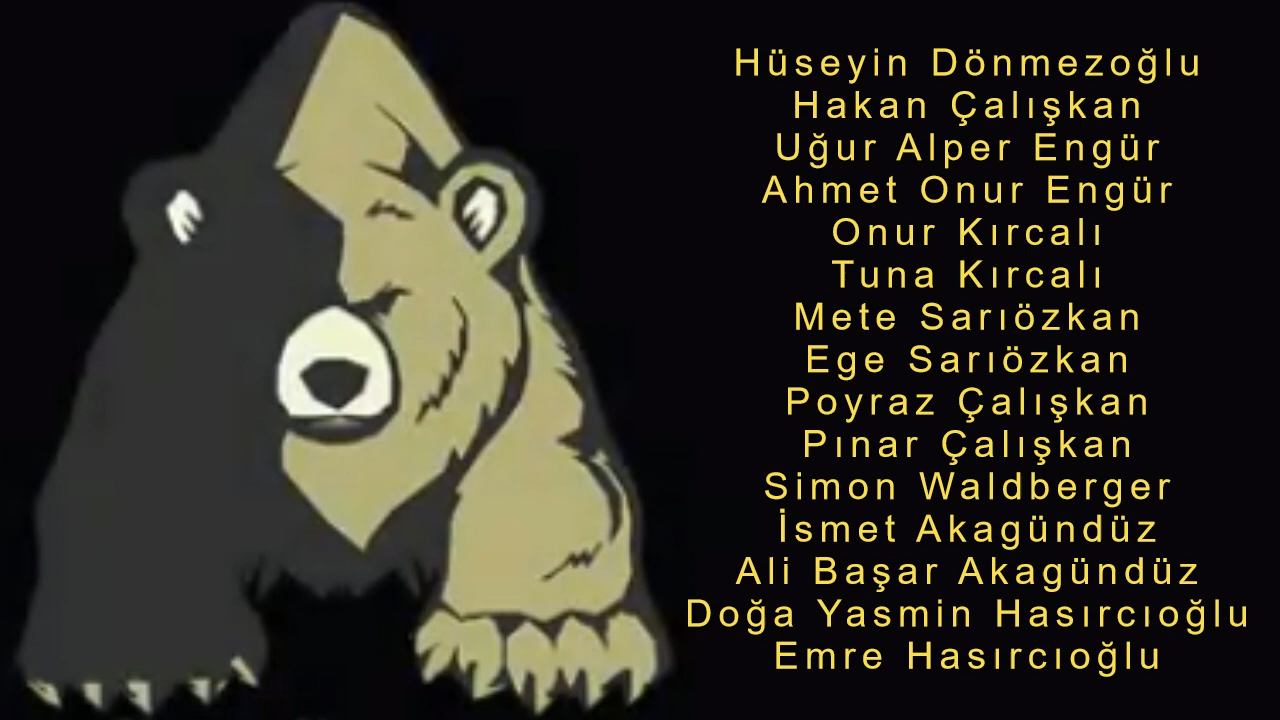 Hüseyin Dönmezoğlu
Hakan Çalışkan
Uğur Alper Engür
Ahmet Onur Engür
Onur Kırcalı
Tuna Kırcalı
Mete Sarıözkan
Ege Sarıözkan
Poyraz Çalışkan
Pınar Çalışkan
Simon Waldberger
İsmet Akagündüz
Ali Başar Akagündüz
Doğa Yasmin Hasırcıoğlu
Emre Hasırcıoğlu